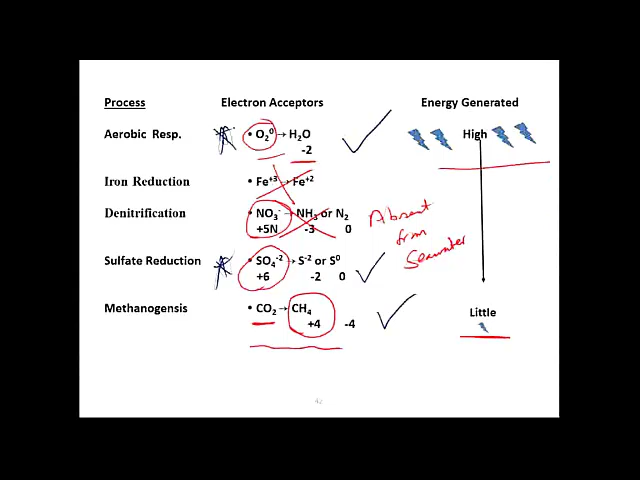 Process Electron Acceptors Energy Generated
Aerobic Resp. • O₂⁰ → H₂O High
-2
Iron Reduction • Fe⁺³ → Fe⁺²
Denitrification • NO₃⁻ → NH₃ or N₂
+5N -3 0
Absent
from
Seawater
Sulfate Reduction • SO₄⁻² → S⁻² or S⁰
+6 -2 0
Methanogensis • CO₂ → CH₄ Little
+4 -4
42